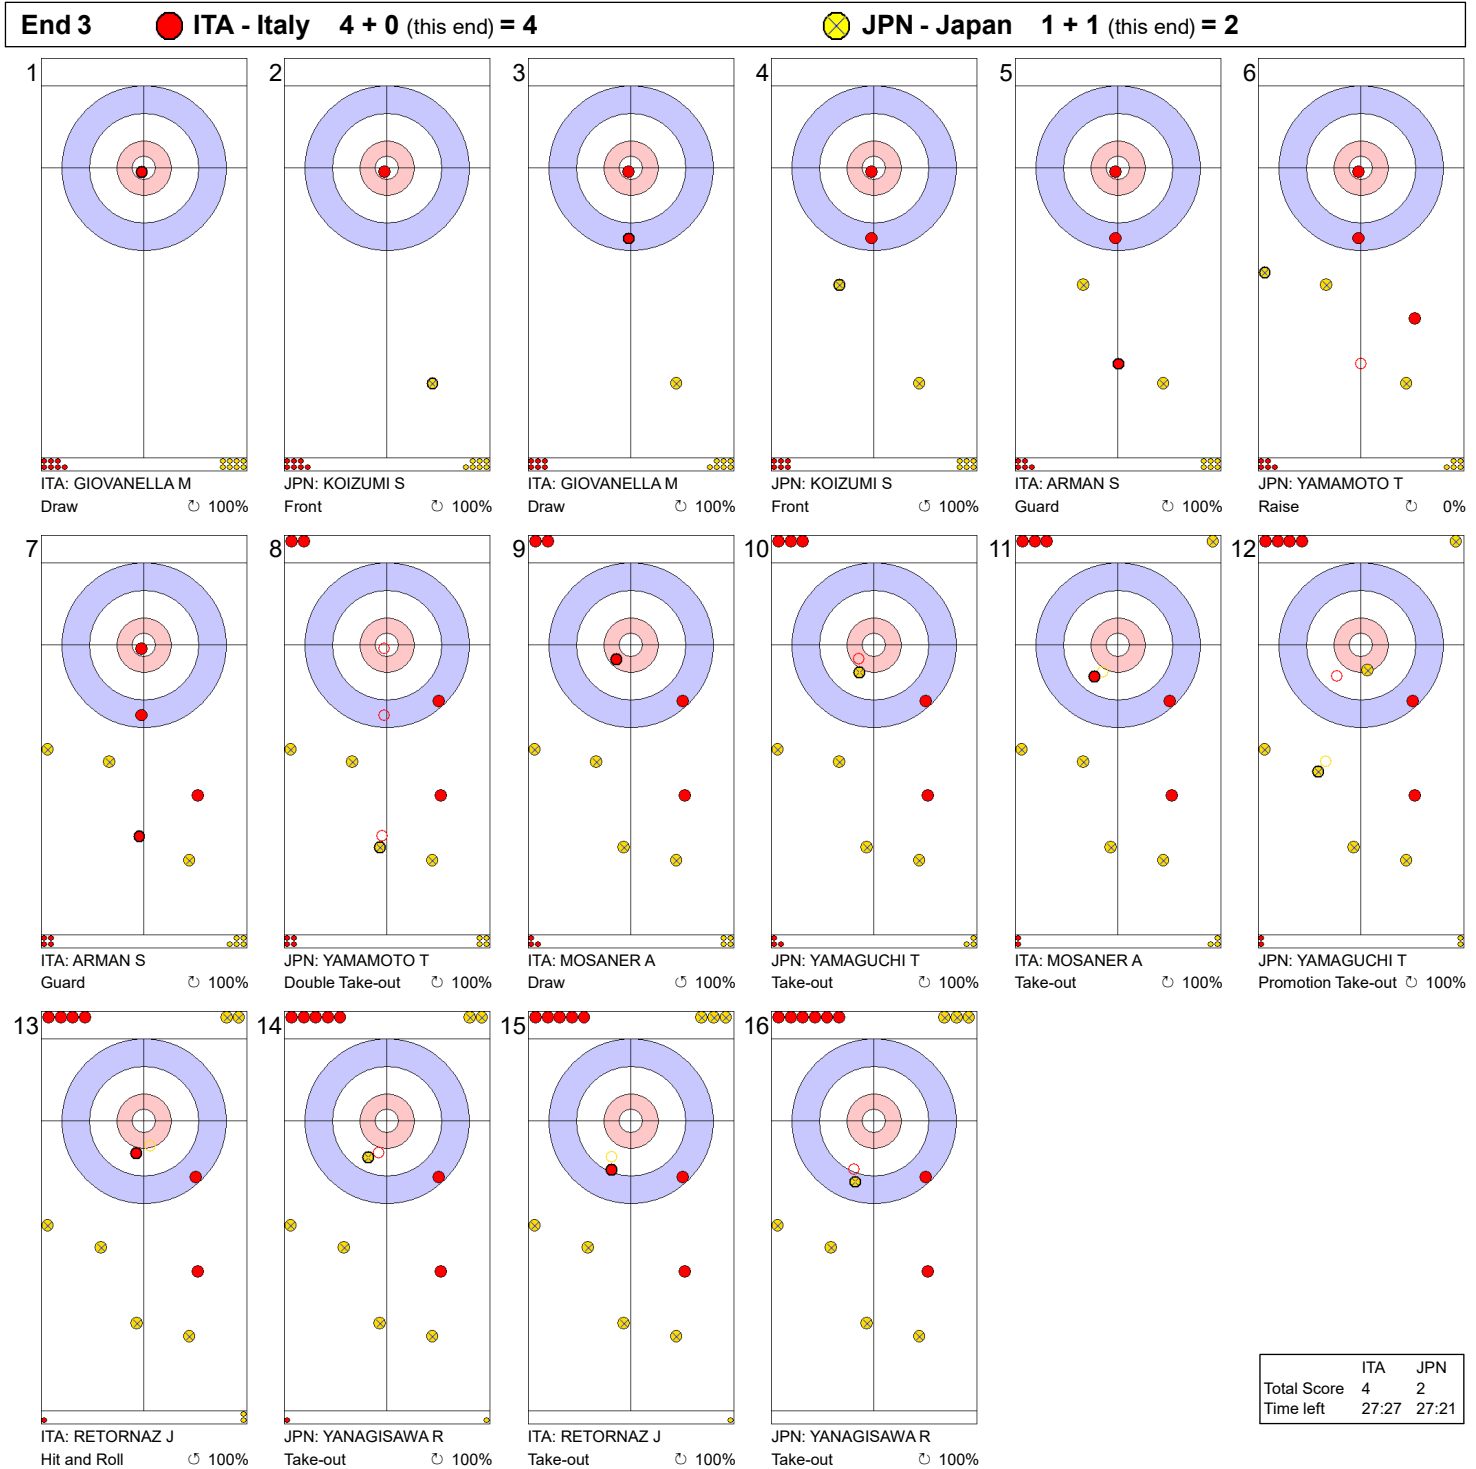 End 3 ITA - Italy 4 + 0 (this end) = 4 JPN - Japan 1 + 1 (this end) = 2
1 2 3 4 5 6
ITA: GIOVANELLA M JPN: KOIZUMI S ITA: GIOVANELLA M JPN: KOIZUMI S ITA: ARMAN S JPN: YAMAMOTO T
Draw ↻ 100% Front ↻ 100% Draw ↻ 100% Front ↻ 100% Guard ↻ 100% Raise ↻ 0%
7 8 9 10 11 12
ITA: ARMAN S JPN: YAMAMOTO T ITA: MOSANER A JPN: YAMAGUCHI T ITA: MOSANER A JPN: YAMAGUCHI T
Guard ↻ 100% Double Take-out ↻ 100% Draw ↻ 100% Take-out ↻ 100% Take-out ↻ 100% Promotion Take-out ↻ 100%
13 14 15 16
ITA: RETORNAZ J JPN: YANAGISAWA R ITA: RETORNAZ J JPN: YANAGISAWA R
Hit and Roll ↻ 100% Take-out ↻ 100% Take-out ↻ 100% Take-out ↻ 100%
ITA JPN
Total Score 4 2
Time left 27:27 27:21